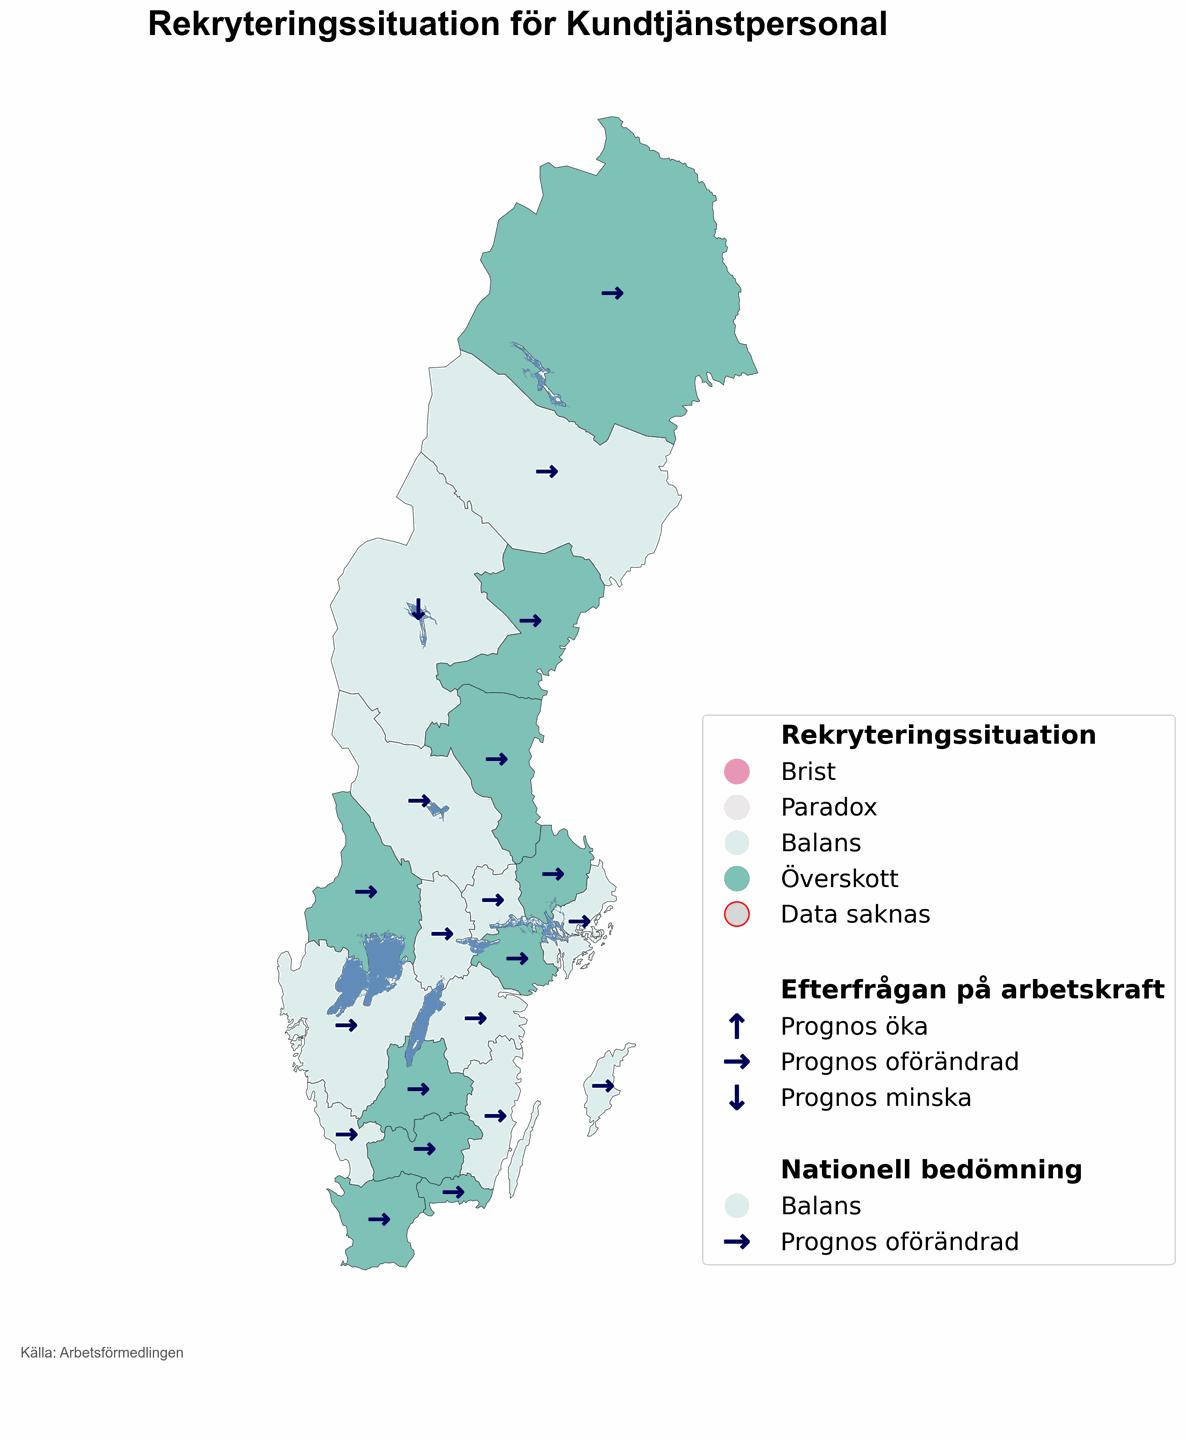 Rekryteringssituation för Kundtjänstpersonal
Rekryteringssituation
Brist
Paradox
Balans
Överskott
Data saknas
Efterfrågan på arbetskraft
Prognos öka
Prognos oförändrad
Prognos minska
Nationell bedömning
Balans
Prognos oförändrad
Källa: Arbetsförmedlingen